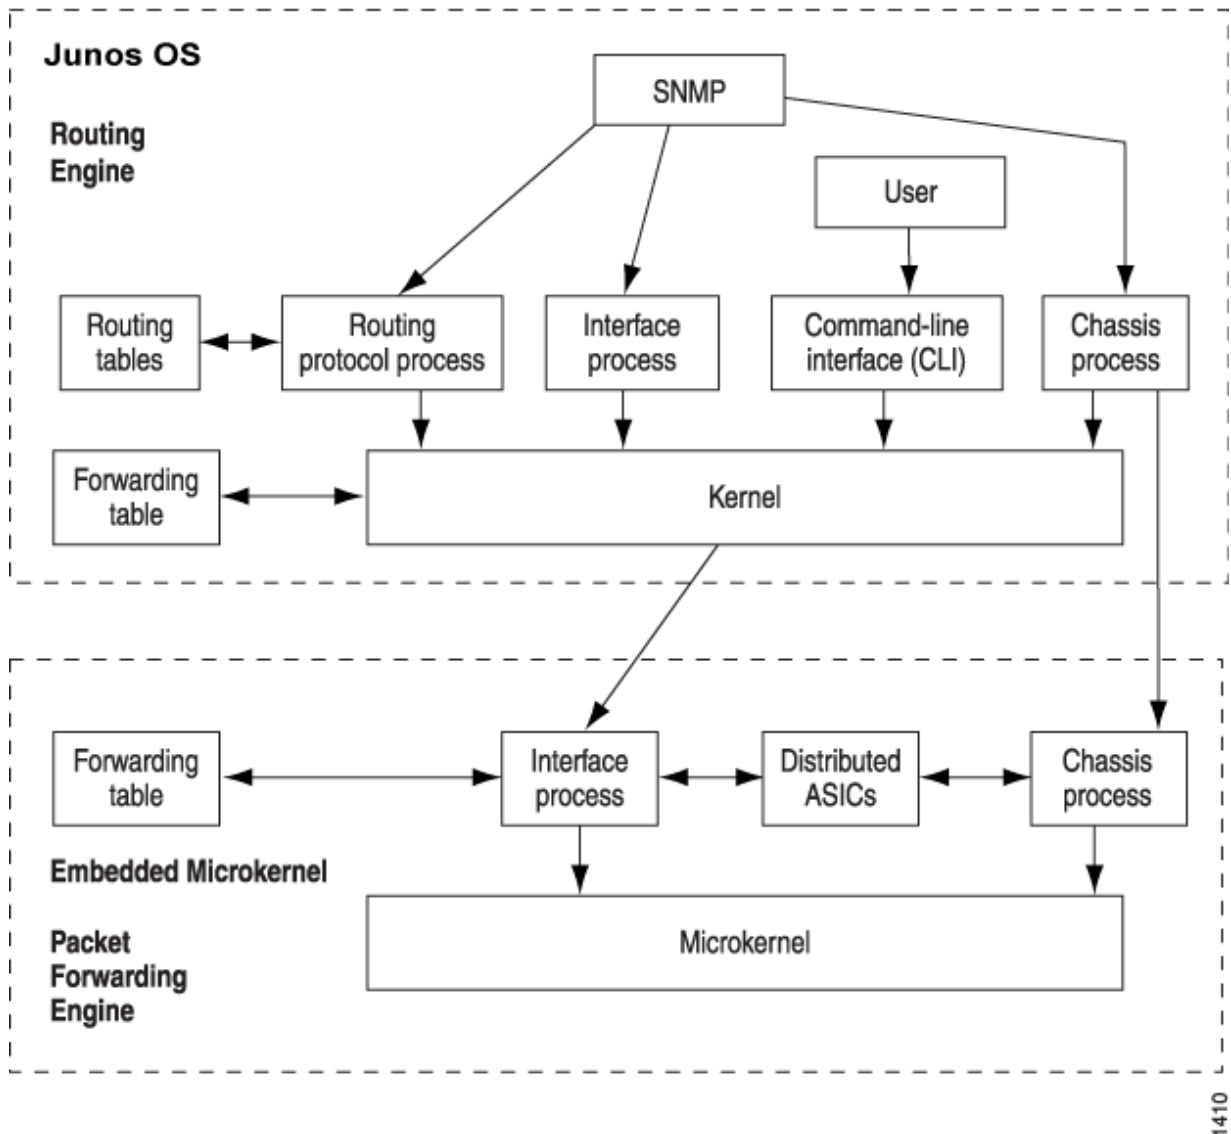 Junos OS
SNMP
Routing
Engine
User
Routing
tables
Routing
protocol process
Interface
process
Command-line
interface (CLI)
Chassis
process
Forwarding
table
Kernel
Forwarding
table
Interface
process
Distributed
ASICs
Chassis
process
Embedded Microkernel
Packet
Forwarding
Engine
Microkernel
1410